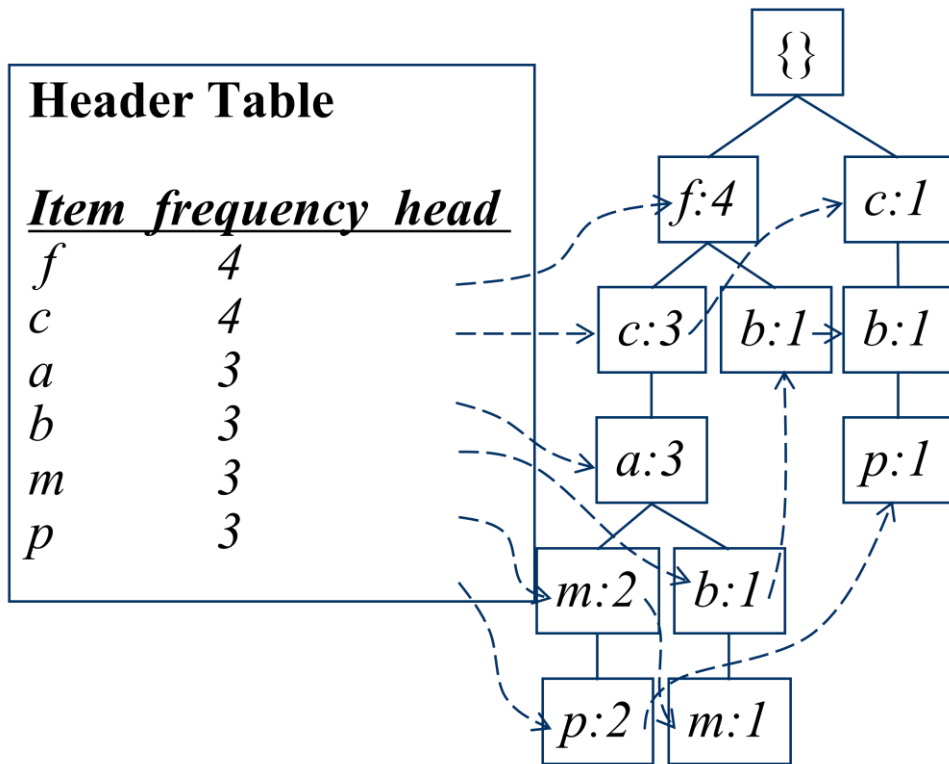 {}
Header Table
f:4 c:1
Item frequency head
f 4
c 4
c:3 b:1 b:1
a 3
b 3
a:3 p:1
m 3
p 3
m:2 b:1
p:2 m:1